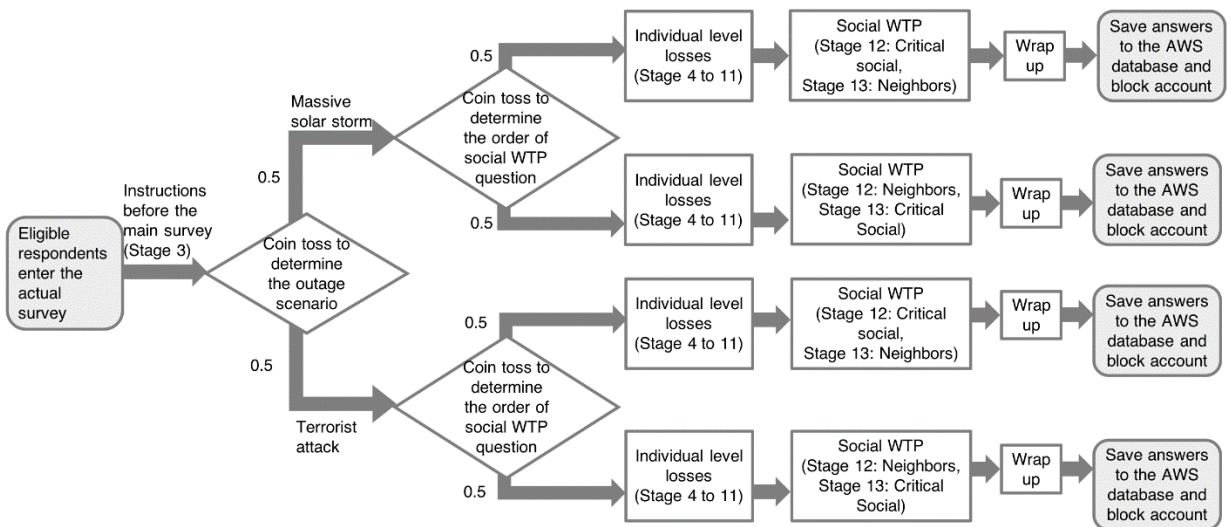 Eligible
respondents
enter the
actual
survey
Instructions
before the
main survey
(Stage 3)
Coin toss to
determine
the outage
scenario
0.5
Massive
solar storm
0.5
Terrorist
attack
Coin toss to
determine
the order of
social WTP
question
0.5
Individual level
losses
(Stage 4 to 11)
Social WTP
(Stage 12: Critical
social,
Stage 13: Neighbors)
Wrap
up
Save answers
to the AWS
database and
block account
0.5
Individual level
losses
(Stage 4 to 11)
Social WTP
(Stage 12: Neighbors,
Stage 13: Critical
Social)
Wrap
up
Save answers
to the AWS
database and
block account
Coin toss to
determine
the order of
social WTP
question
0.5
Individual level
losses
(Stage 4 to 11)
Social WTP
(Stage 12: Critical
social,
Stage 13: Neighbors)
Wrap
up
Save answers
to the AWS
database and
block account
0.5
Individual level
losses
(Stage 4 to 11)
Social WTP
(Stage 12: Neighbors,
Stage 13: Critical
Social)
Wrap
up
Save answers
to the AWS
database and
block account